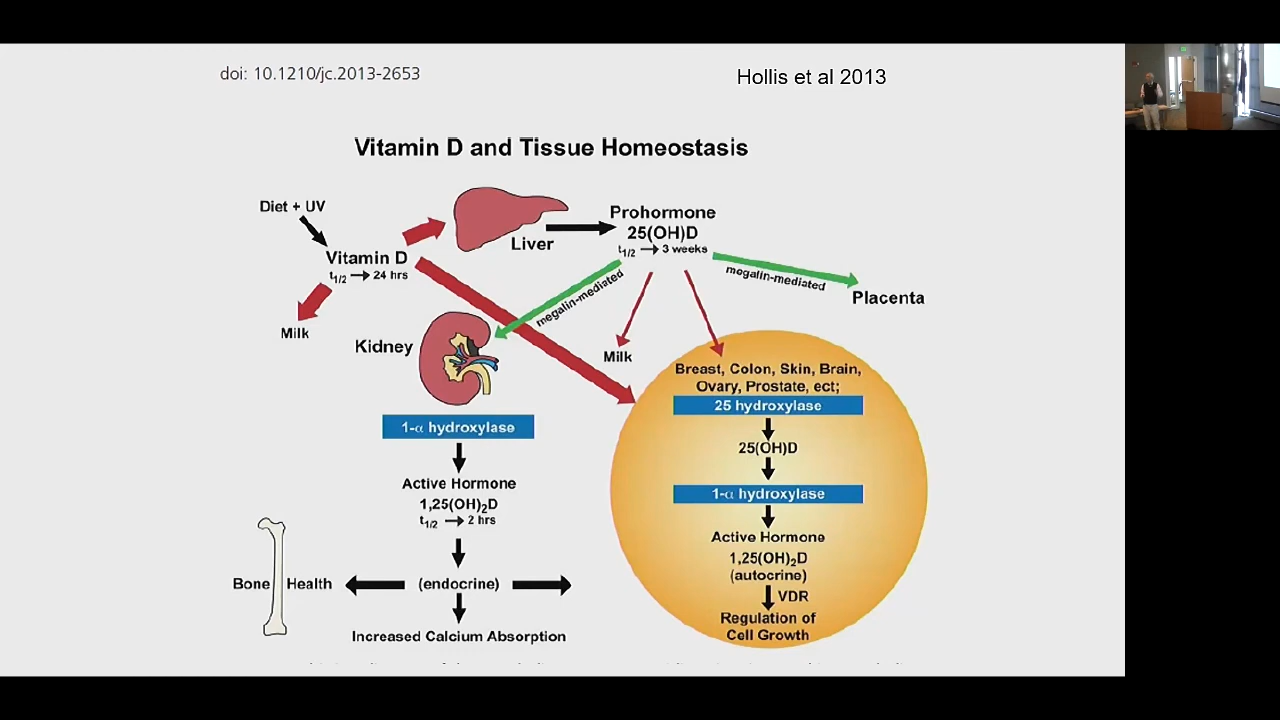 doi: 10.1210/jc.2013-2653
Hollis et al 2013
Vitamin D and Tissue Homeostasis
Diet + UV
Vitamin D
t1/2 → 24 hrs
Milk
Liver
Prohormone
25(OH)D
t1/2 → 3 weeks
megalin-mediated
megalin-mediated
Placenta
Kidney
Milk
1-α hydroxylase
Active Hormone
1,25(OH)2D
t1/2 → 2 hrs
Bone Health
(endocrine)
Increased Calcium Absorption
Breast, Colon, Skin, Brain,
Ovary, Prostate, ect;
25 hydroxylase
25(OH)D
1-α hydroxylase
Active Hormone
1,25(OH)2D
(autocrine)
VDR
Regulation of
Cell Growth